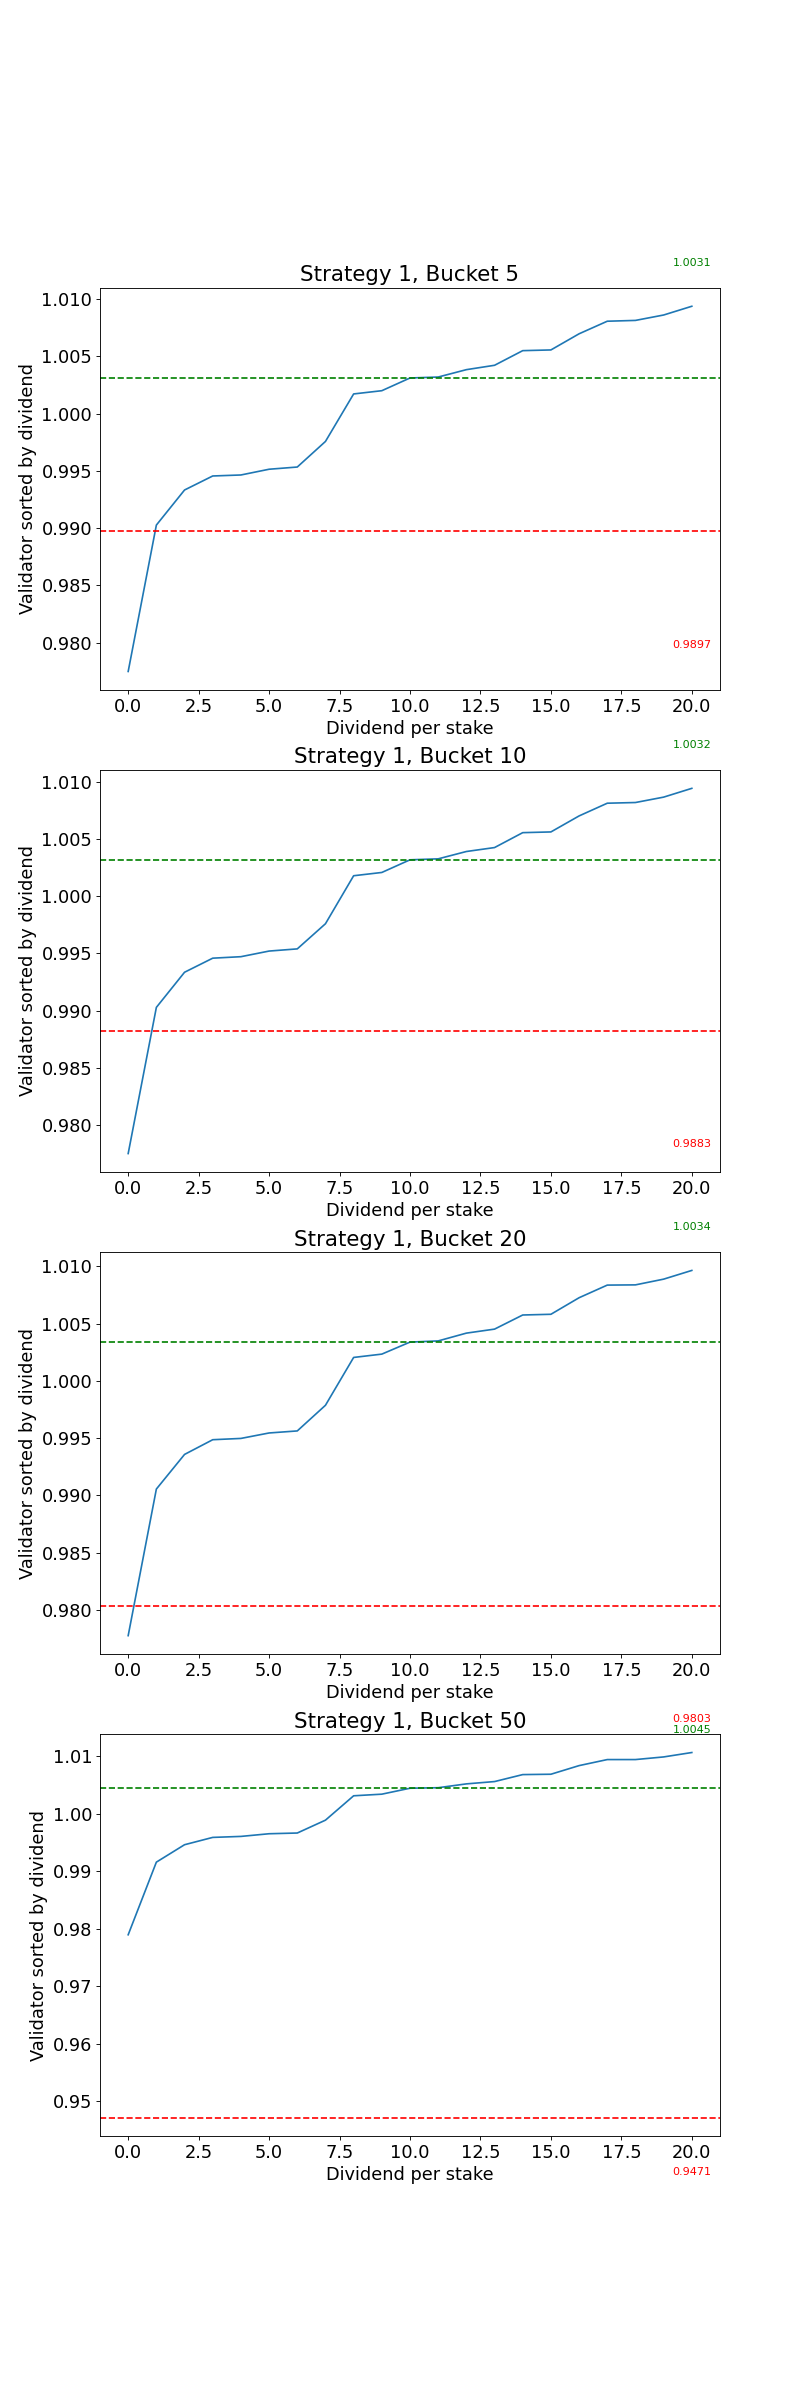 1.0031
Strategy 1, Bucket 5
1.010
1.005
1.000
0.995
0.990
0.985
0.980
Validator sorted by dividend
0.9897
0.0 2.5 5.0 7.5 10.0 12.5 15.0 17.5 20.0
Dividend per stake
1.0032
Strategy 1, Bucket 10
1.010
1.005
1.000
0.995
0.990
0.985
0.980
Validator sorted by dividend
0.9883
0.0 2.5 5.0 7.5 10.0 12.5 15.0 17.5 20.0
Dividend per stake
1.0034
Strategy 1, Bucket 20
1.010
1.005
1.000
0.995
0.990
0.985
0.980
Validator sorted by dividend
0.0 2.5 5.0 7.5 10.0 12.5 15.0 17.5 20.0
Dividend per stake
0.9803
Strategy 1, Bucket 50
1.0045
1.01
1.00
0.99
0.98
0.97
0.96
0.95
Validator sorted by dividend
0.0 2.5 5.0 7.5 10.0 12.5 15.0 17.5 20.0
Dividend per stake
0.9471